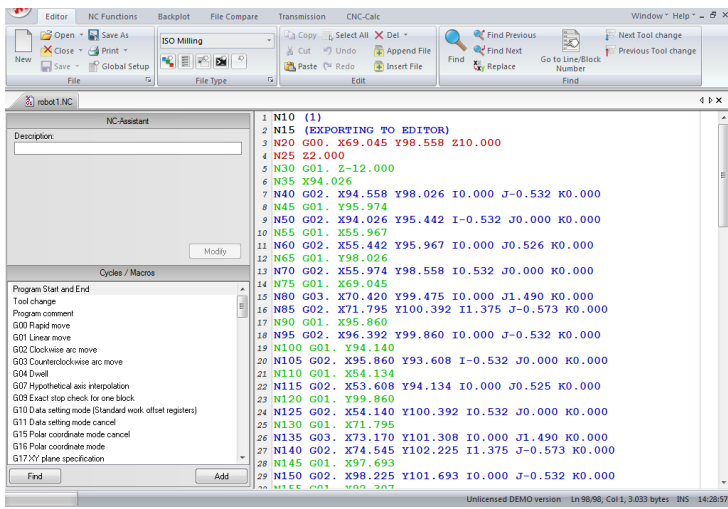 Editor NC Functions Backplot File Compare Transmission CNC-Calc Window Help
New
Open Save As
Close Print
Save Global Setup
File
ISO Milling
File Type
Copy Select All Del
Cut Undo Append File
Paste Redo Insert File
Edit
Find
Find Previous
Find Next
Replace
Go to Line/Block Number
Next Tool change
Previous Tool change
Find
robot1.NC
NC-Assistant
Description:
Modify
Cycles / Macros
Program Start and End
Tool change
Program comment
G00 Rapid move
G01 Linear move
G02 Clockwise arc move
G03 Counterclockwise arc move
G04 Dwell
G07 Hypothetical axis interpolation
G09 Exact stop check for one block
G10 Data setting mode (Standard work offset registers)
G11 Data setting mode cancel
G15 Polar coordinate mode cancel
G16 Polar coordinate mode
G17 XY plane specification
Find Add
1 N10 (1)
2 N15 (EXPORTING TO EDITOR)
3 N20 G00. X69.045 Y98.558 Z10.000
4 N25 Z2.000
5 N30 G01. Z-12.000
6 N35 X94.026
7 N40 G02. X94.558 Y98.026 I0.000 J-0.532 K0.000
8 N45 G01. Y95.974
9 N50 G02. X94.026 Y95.442 I-0.532 J0.000 K0.000
10 N55 G01. X55.967
11 N60 G02. X55.442 Y95.967 I0.000 J0.526 K0.000
12 N65 G01. Y98.026
13 N70 G02. X55.974 Y98.558 I0.532 J0.000 K0.000
14 N75 G01. X69.045
15 N80 G03. X70.420 Y99.475 I0.000 J1.490 K0.000
16 N85 G02. X71.795 Y100.392 I1.375 J-0.573 K0.000
17 N90 G01. X95.860
18 N95 G02. X96.392 Y99.860 I0.000 J-0.532 K0.000
19 N100 G01. Y94.140
20 N105 G02. X95.860 Y93.608 I-0.532 J0.000 K0.000
21 N110 G01. X54.134
22 N115 G02. X53.608 Y94.134 I0.000 J0.525 K0.000
23 N120 G01. Y99.860
24 N125 G02. X54.140 Y100.392 I0.532 J0.000 K0.000
25 N130 G01. X71.795
26 N135 G03. X73.170 Y101.308 I0.000 J1.490 K0.000
27 N140 G02. X74.545 Y102.225 I1.375 J-0.573 K0.000
28 N145 G01. X97.693
29 N150 G02. X98.225 Y101.693 I0.000 J-0.532 K0.000
Unlicensed DEMO version Ln 98/98, Col 1, 3.033 bytes INS 14:28:57